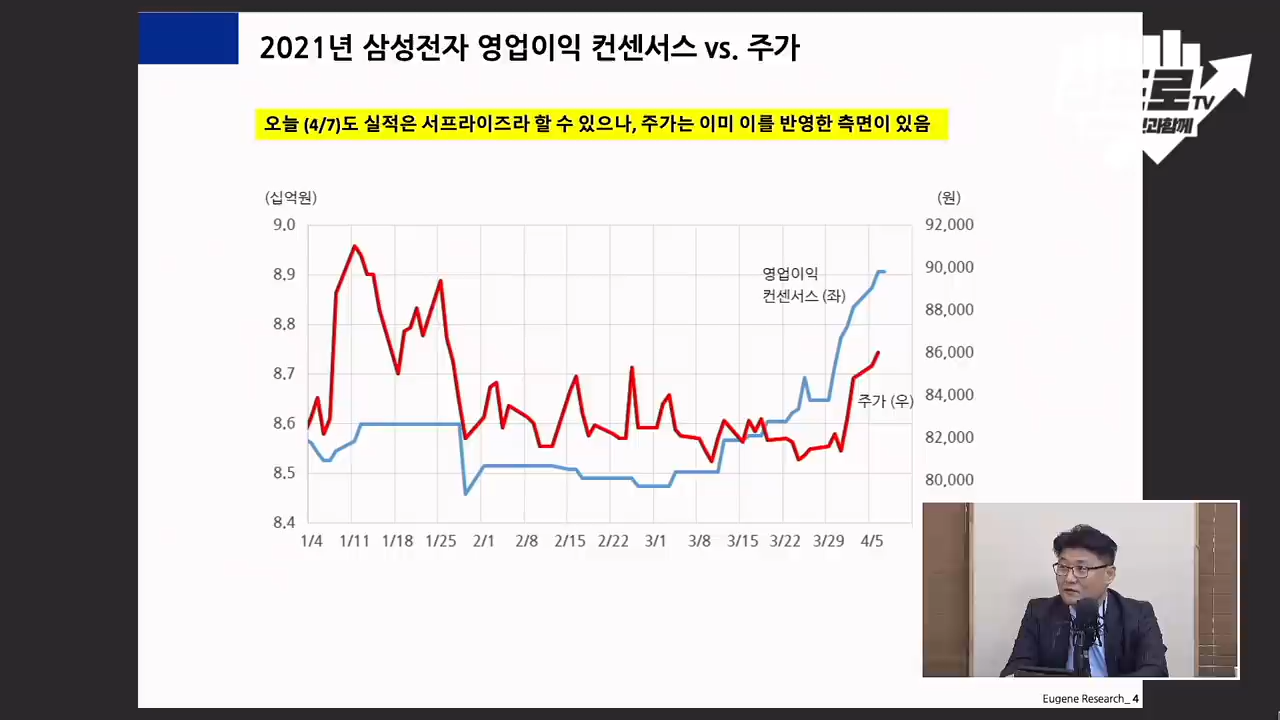 2021년 삼성전자 영업이익 컨센서스 vs. 주가
프로TV
오늘 (4/7)도 실적은 서프라이즈라 할 수 있으나, 주가는 이미 이를 반영한 측면이 있음
(십억원)
(원)
9.0
92,000
8.9
90,000
영업이익
컨센서스 (좌)
8.8
88,000
8.7
86,000
84,000
주가 (우)
8.6
82,000
8.5
80,000
8.4
1/4 1/11 1/18 1/25 2/1 2/8 2/15 2/22 3/1 3/8 3/15 3/22 3/29 4/5
Eugene Research_ 4